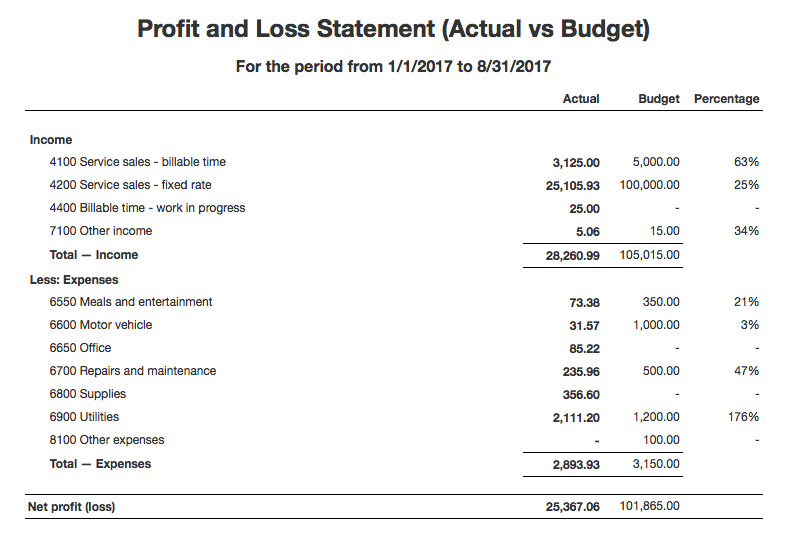 Profit and Loss Statement (Actual vs Budget)
For the period from 1/1/2017 to 8/31/2017
Actual Budget Percentage
Income
4100 Service sales - billable time 3,125.00 5,000.00 63%
4200 Service sales - fixed rate 25,105.93 100,000.00 25%
4400 Billable time - work in progress 25.00 - -
7100 Other income 5.06 15.00 34%
Total — Income 28,260.99 105,015.00
Less: Expenses
6550 Meals and entertainment 73.38 350.00 21%
6600 Motor vehicle 31.57 1,000.00 3%
6650 Office 85.22 - -
6700 Repairs and maintenance 235.96 500.00 47%
6800 Supplies 356.60 - -
6900 Utilities 2,111.20 1,200.00 176%
8100 Other expenses - 100.00 -
Total — Expenses 2,893.93 3,150.00
Net profit (loss) 25,367.06 101,865.00